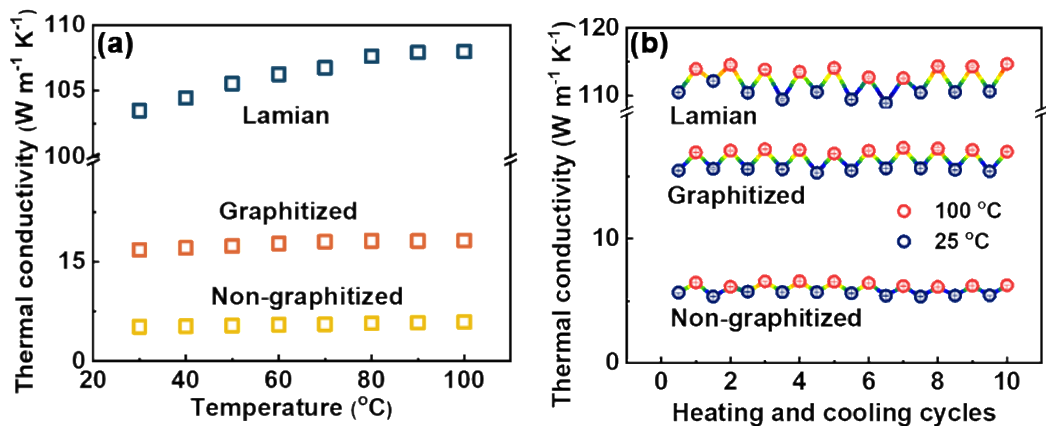 (a)
Thermal conductivity (W m⁻¹ K⁻¹)
110
105
100
15
0
Lamian
Graphitized
Non-graphitized
20 40 60 80 100
Temperature (°C)
(b)
Thermal conductivity (W m⁻¹ K⁻¹)
120
110
10
0
Lamian
Graphitized
100 °C
25 °C
Non-graphitized
0 2 4 6 8 10
Heating and cooling cycles